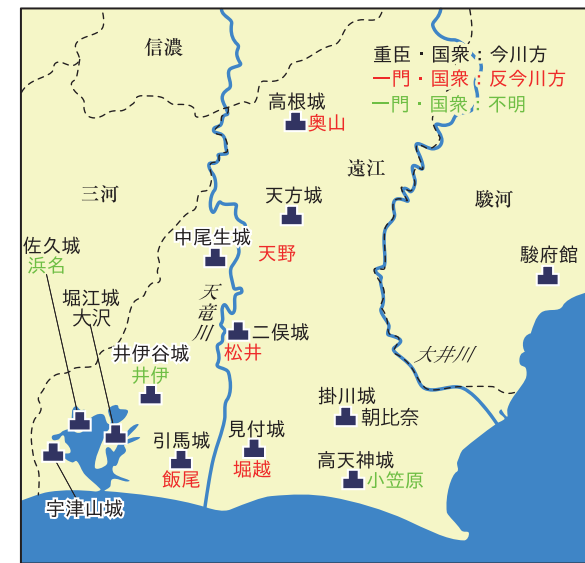 信濃
重臣・国衆:今川方
一門・国衆:反今川方
一門・国衆:不明
高根城
奥山
遠江
三河
駿河
天方城
佐久城
浜名
中尾生城
天野
駿府館
堀江城
大沢
天竜川
二俣城
松井
大井川
井伊谷城
井伊
掛川城
朝比奈
引馬城
飯尾
見付城
堀越
高天神城
小笠原
宇津山城